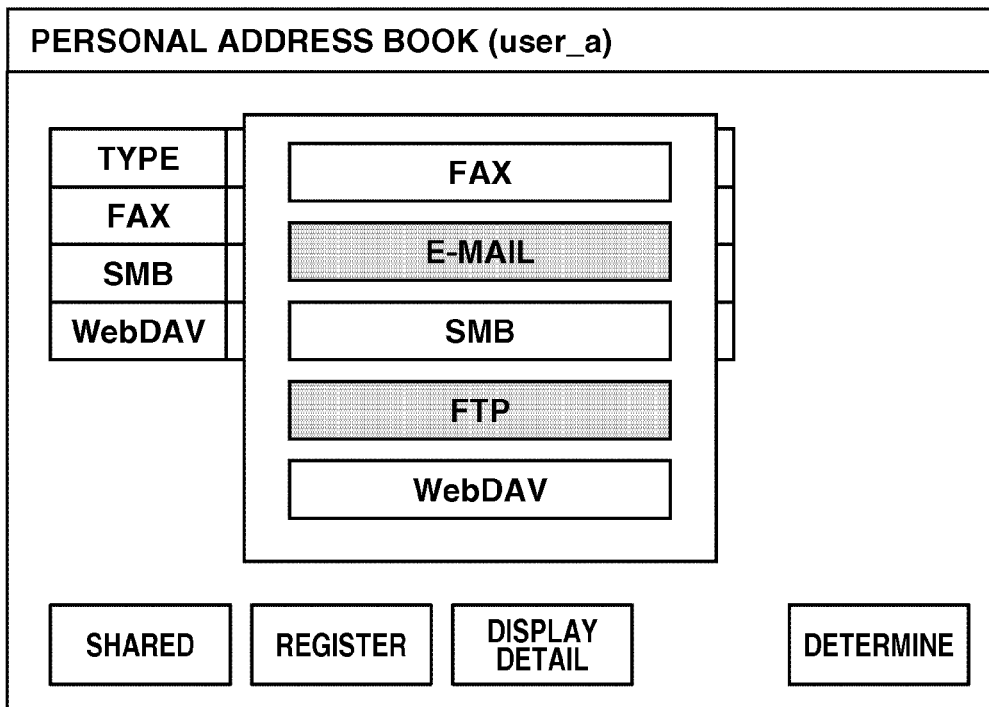 PERSONAL ADDRESS BOOK (user_a)
TYPE
FAX
SMB
WebDAV
FAX
E-MAIL
SMB
FTP
WebDAV
SHARED
REGISTER
DISPLAY
DETAIL
DETERMINE